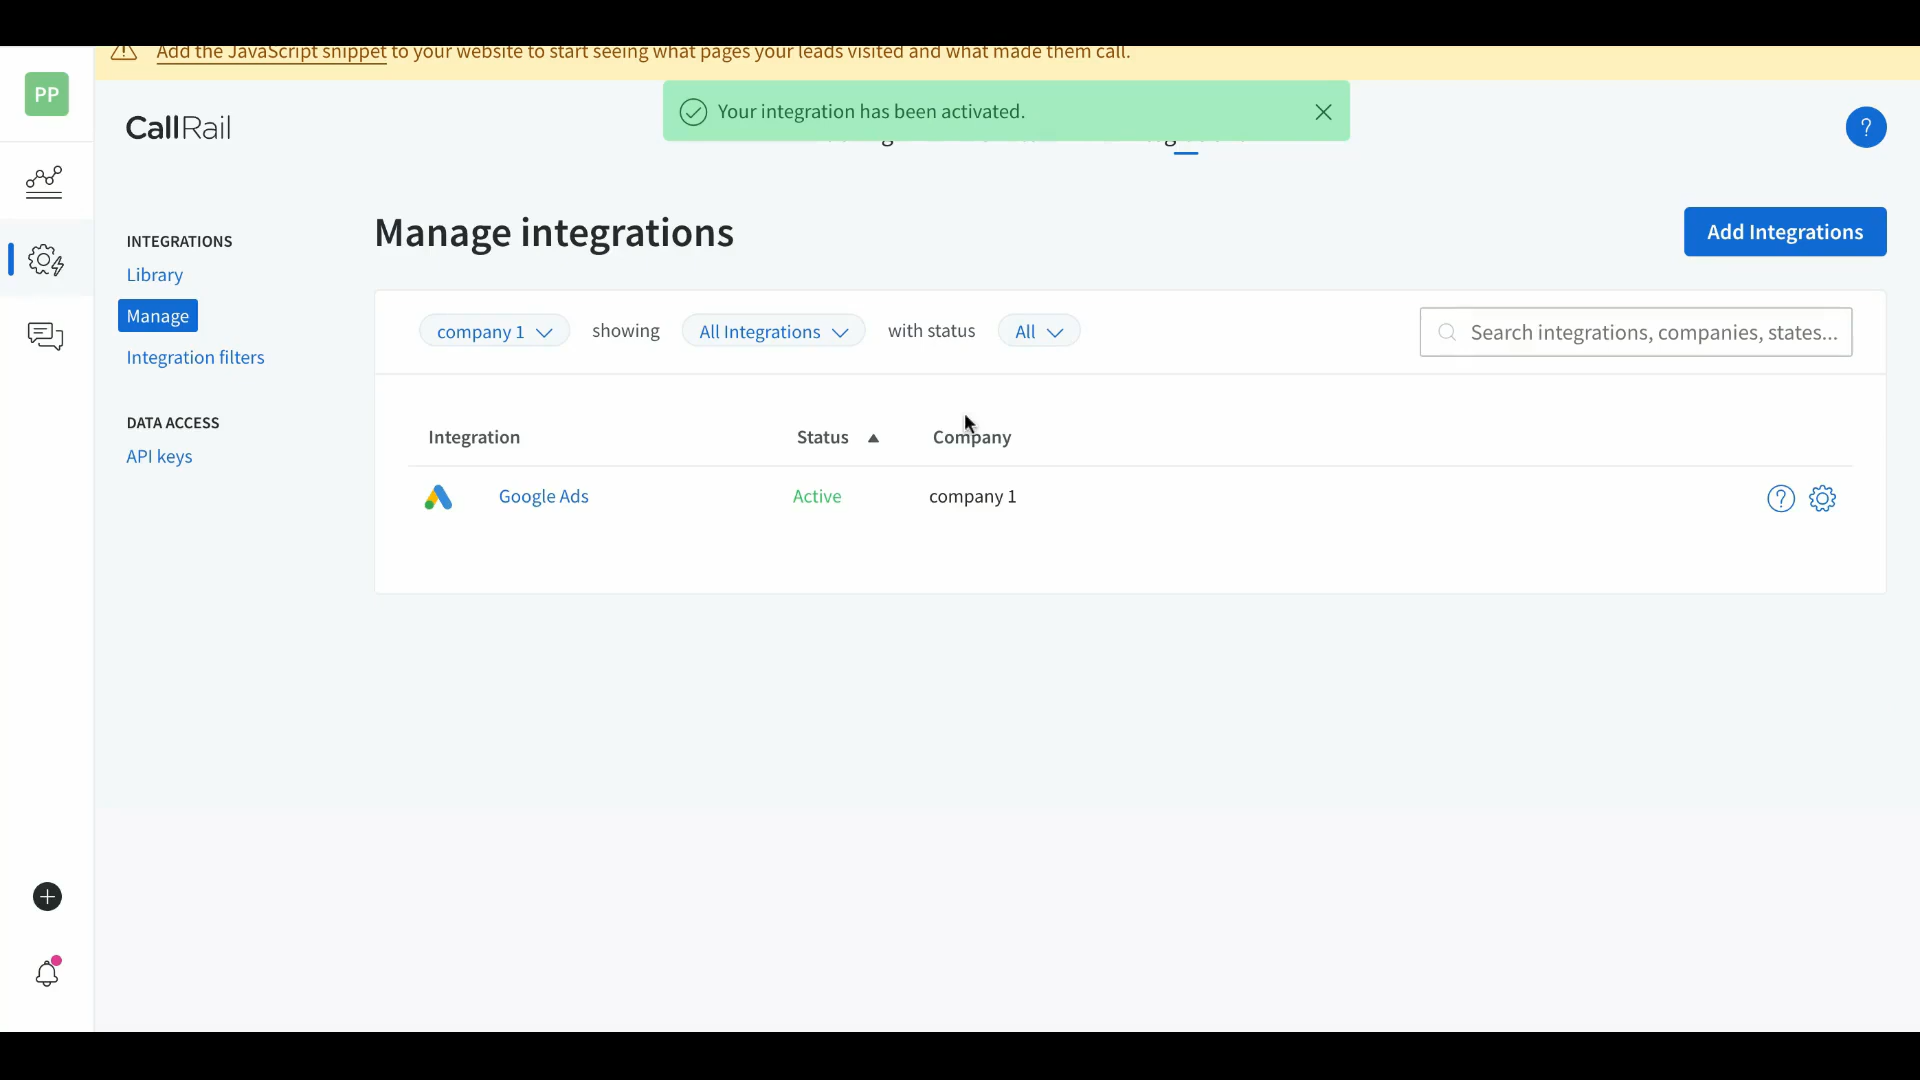 Add the JavaScript snippet to your website to start seeing what pages your leads visited and what made them call.
PP
Your integration has been activated.
CallRail
?
INTEGRATIONS
Library
Manage
Integration filters
DATA ACCESS
API keys
Manage integrations
Add Integrations
company 1 showing All Integrations with status All
Search integrations, companies, states...
Integration Status Company
Google Ads Active company 1 ?